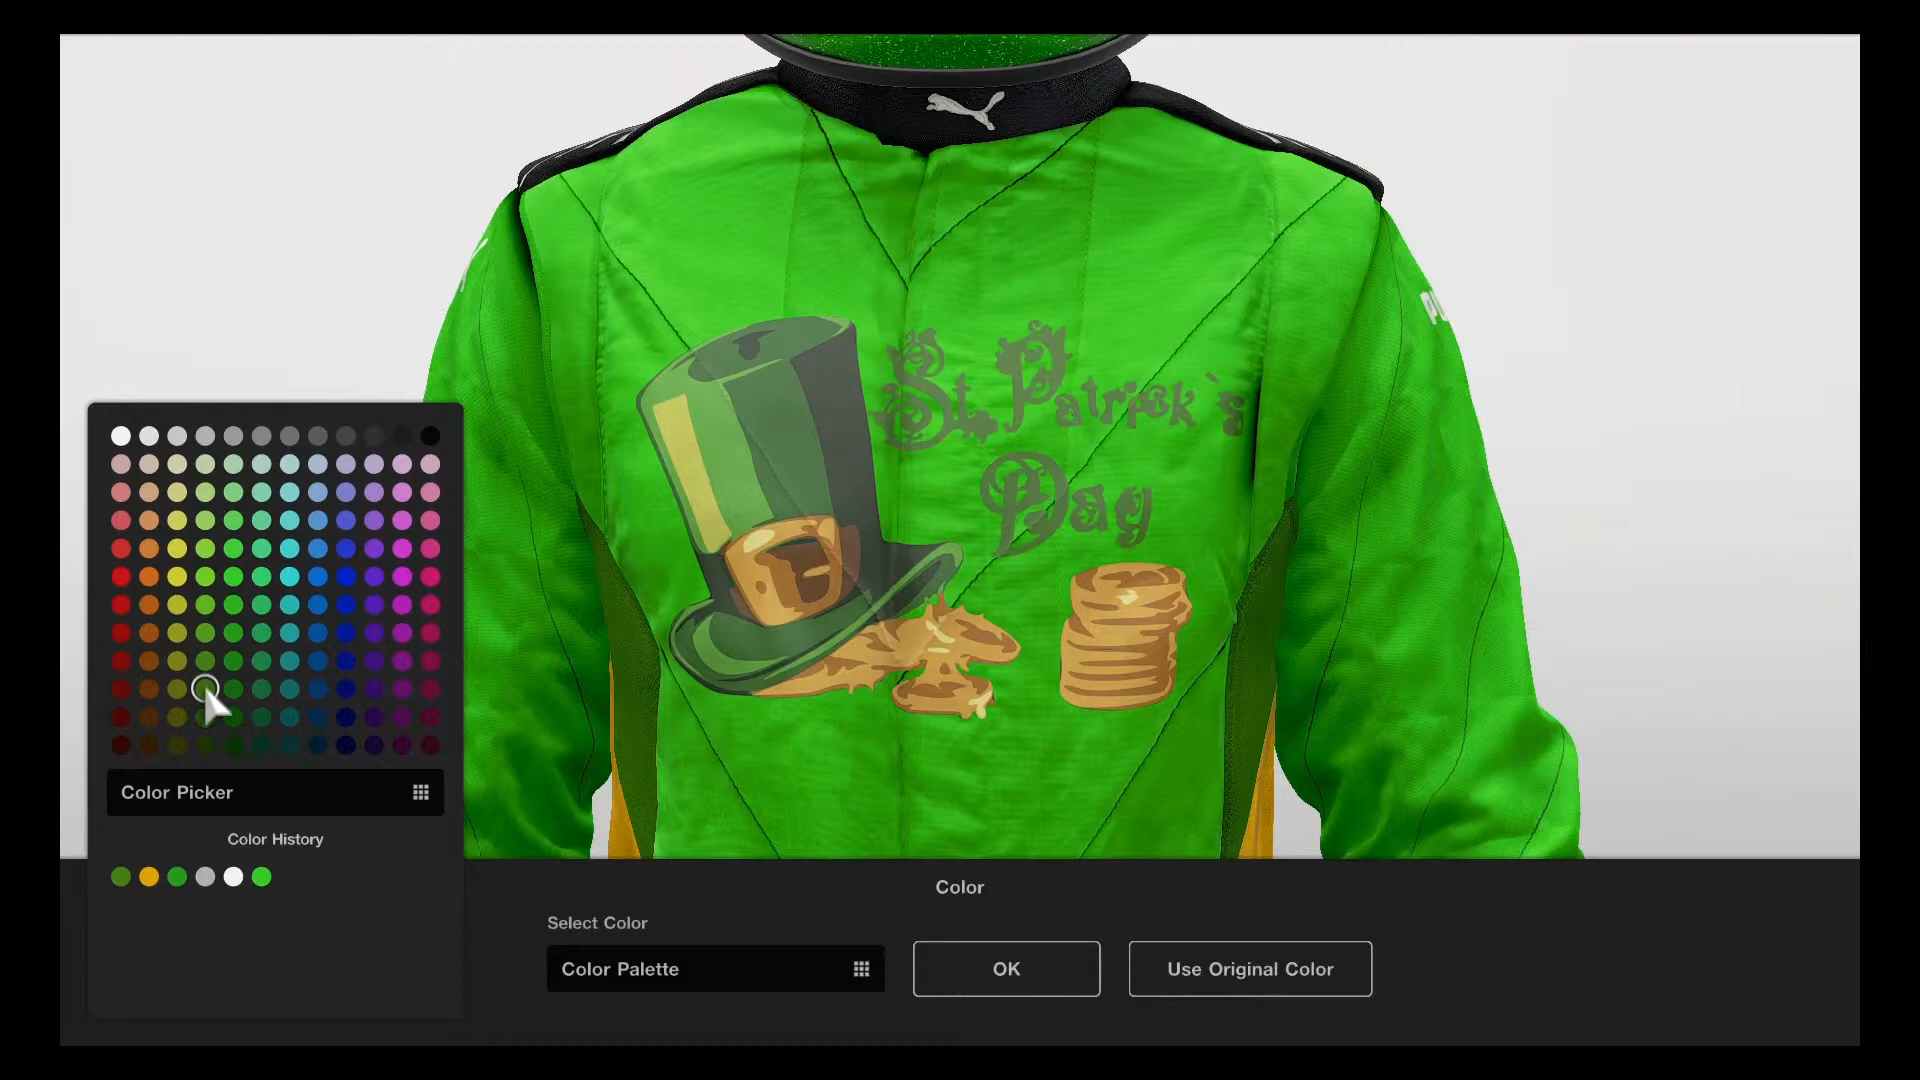 St. Patrick`s
Day
Color Picker
Color History
Color
Select Color
Color Palette
OK
Use Original Color